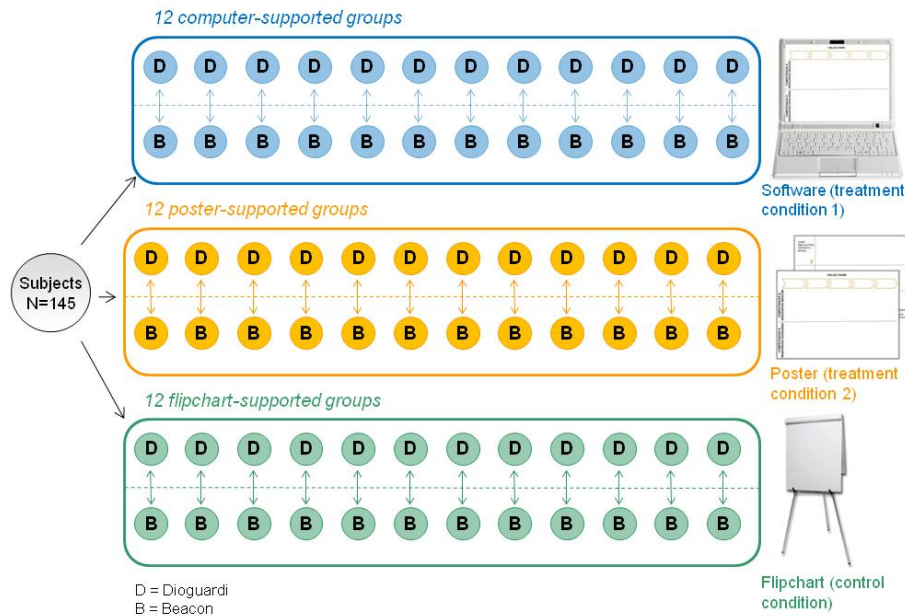 12 computer-supported groups
D D D D D D D D D D D D
B B B B B B B B B B B B
Software (treatment
condition 1)
12 poster-supported groups
D D D D D D D D D D D D
B B B B B B B B B B B B
Poster (treatment
condition 2)
Subjects
N=145
12 flipchart-supported groups
D D D D D D D D D D D D
B B B B B B B B B B B B
Flipchart (control
condition)
D = Dioguardi
B = Beacon